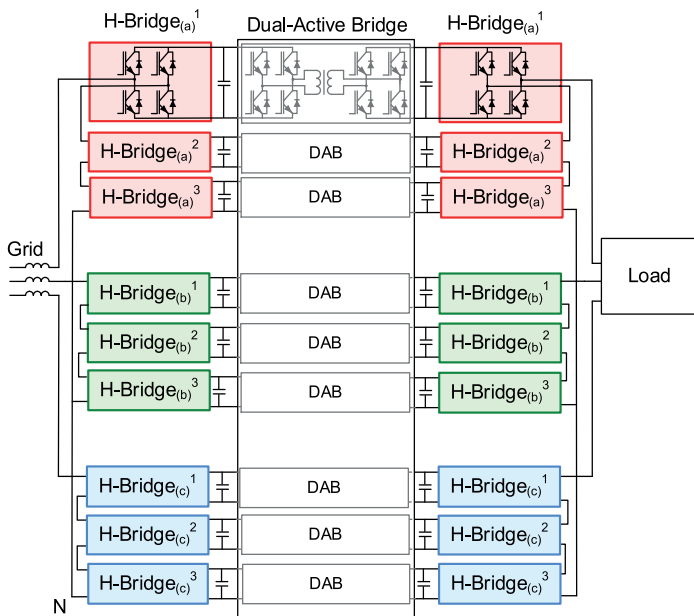 H-Bridge(a)1 Dual-Active Bridge H-Bridge(a)1
H-Bridge(a)2 DAB H-Bridge(a)2
H-Bridge(a)3 DAB H-Bridge(a)3
Grid
Load
H-Bridge(b)1 DAB H-Bridge(b)1
H-Bridge(b)2 DAB H-Bridge(b)2
H-Bridge(b)3 DAB H-Bridge(b)3
H-Bridge(c)1 DAB H-Bridge(c)1
H-Bridge(c)2 DAB H-Bridge(c)2
H-Bridge(c)3 DAB H-Bridge(c)3
N